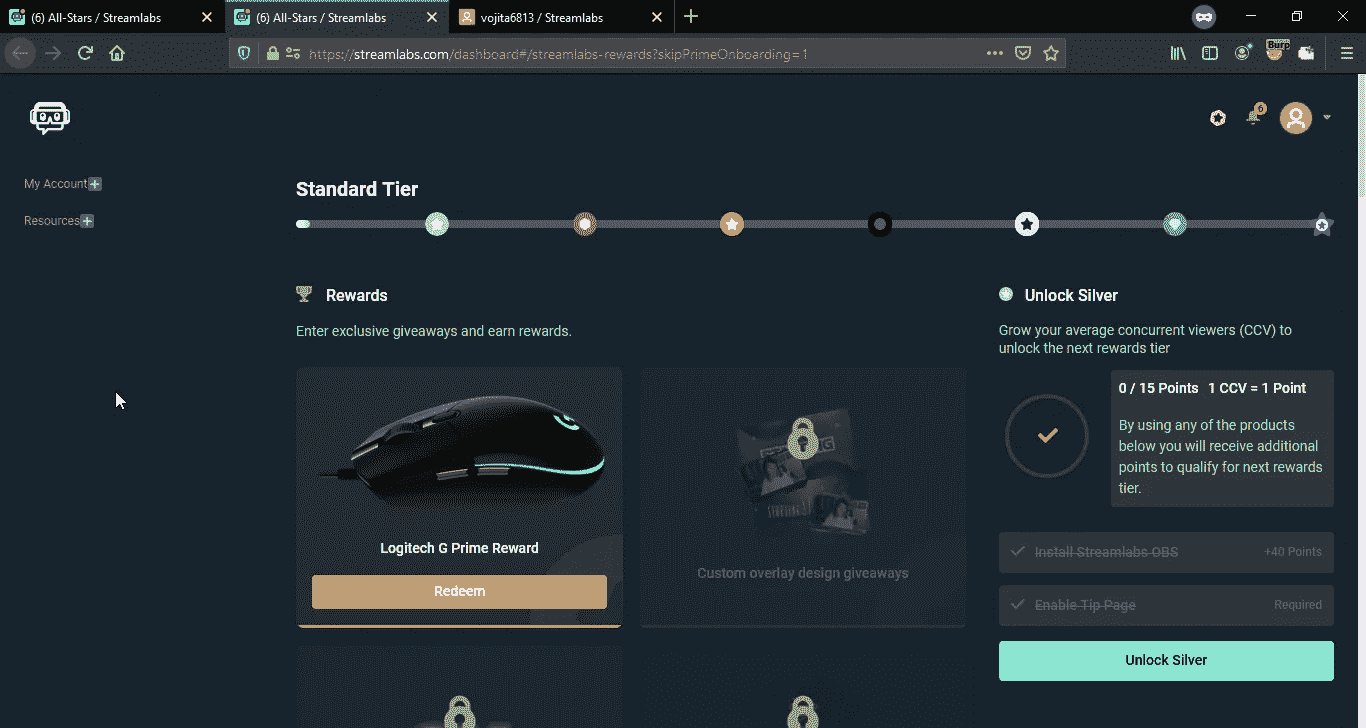 (6) All-Stars / Streamlabs
(6) All-Stars / Streamlabs
vojita6813 / Streamlabs
https://streamlabs.com/dashboard#/streamlabs-rewards?skipPrimeOnboarding=1
Burp
6
My Account
Resources
Standard Tier
Rewards
Enter exclusive giveaways and earn rewards.
Logitech G Prime Reward
Redeem
Custom overlay design giveaways
Unlock Silver
Grow your average concurrent viewers (CCV) to
unlock the next rewards tier
0 / 15 Points 1 CCV = 1 Point
By using any of the products
below you will receive additional
points to qualify for next rewards
tier.
Install Streamlabs OBS +40 Points
Enable Tip Page Required
Unlock Silver